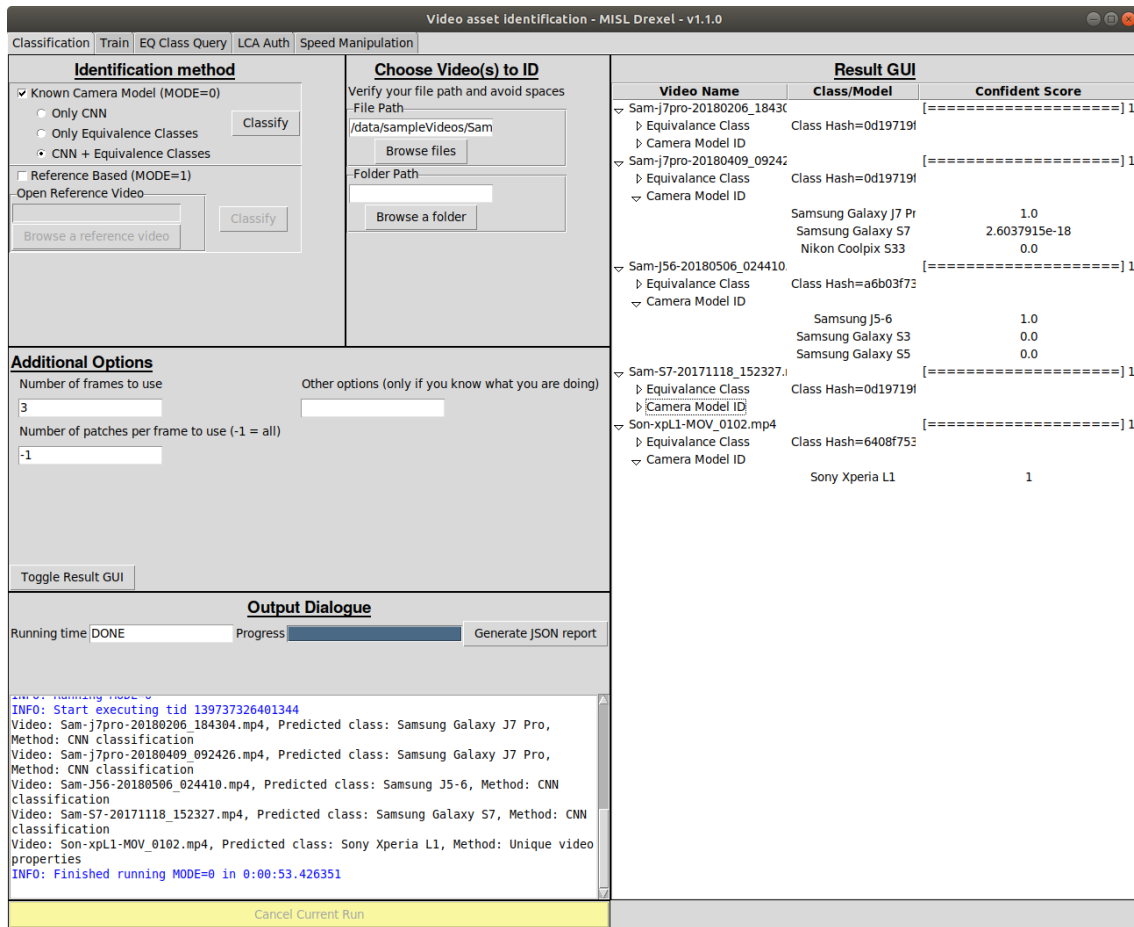 Video asset identification - MISL Drexel - v1.1.0
Classification Train EQ Class Query LCA Auth Speed Manipulation
Identification method
Known Camera Model (MODE=0)
Only CNN
Only Equivalence Classes
CNN + Equivalence Classes
Classify
Reference Based (MODE=1)
Open Reference Video
Browse a reference video
Classify
Choose Video(s) to ID
Verify your file path and avoid spaces
File Path
/data/sampleVideos/Sam
Browse files
Folder Path
Browse a folder
Additional Options
Number of frames to use
3
Number of patches per frame to use (-1 = all)
-1
Other options (only if you know what you are doing)
Toggle Result GUI
Output Dialogue
Running time DONE Progress Generate JSON report
INFO: Running MODE=0
INFO: Start executing tid 139737326401344
Video: Sam-j7pro-20180206_184304.mp4, Predicted class: Samsung Galaxy J7 Pro,
Method: CNN classification
Video: Sam-j7pro-20180409_092426.mp4, Predicted class: Samsung Galaxy J7 Pro,
Method: CNN classification
Video: Sam-J56-20180506_024410.mp4, Predicted class: Samsung J5-6, Method: CNN
classification
Video: Sam-S7-20171118_152327.mp4, Predicted class: Samsung Galaxy S7, Method: CNN
classification
Video: Son-xpL1-MOV_0102.mp4, Predicted class: Sony Xperia L1, Method: Unique video
properties
INFO: Finished running MODE=0 in 0:00:53.426351
Cancel Current Run
Result GUI
Video Name Class/Model Confident Score
Sam-j7pro-20180206_1843( [====================] 1
Equivalance Class Class Hash=0d19719f
Camera Model ID
Sam-j7pro-20180409_09242 [====================] 1
Equivalance Class Class Hash=0d19719f
Camera Model ID
Samsung Galaxy J7 Pr 1.0
Samsung Galaxy S7 2.6037915e-18
Nikon Coolpix S33 0.0
Sam-J56-20180506_024410. [====================] 1
Equivalance Class Class Hash=a6b03f73
Camera Model ID
Samsung J5-6 1.0
Samsung Galaxy S3 0.0
Samsung Galaxy S5 0.0
Sam-S7-20171118_152327.i [====================] 1
Equivalance Class Class Hash=0d19719f
Camera Model ID
Son-xpL1-MOV_0102.mp4 [====================] 1
Equivalance Class Class Hash=6408f753
Camera Model ID
Sony Xperia L1 1